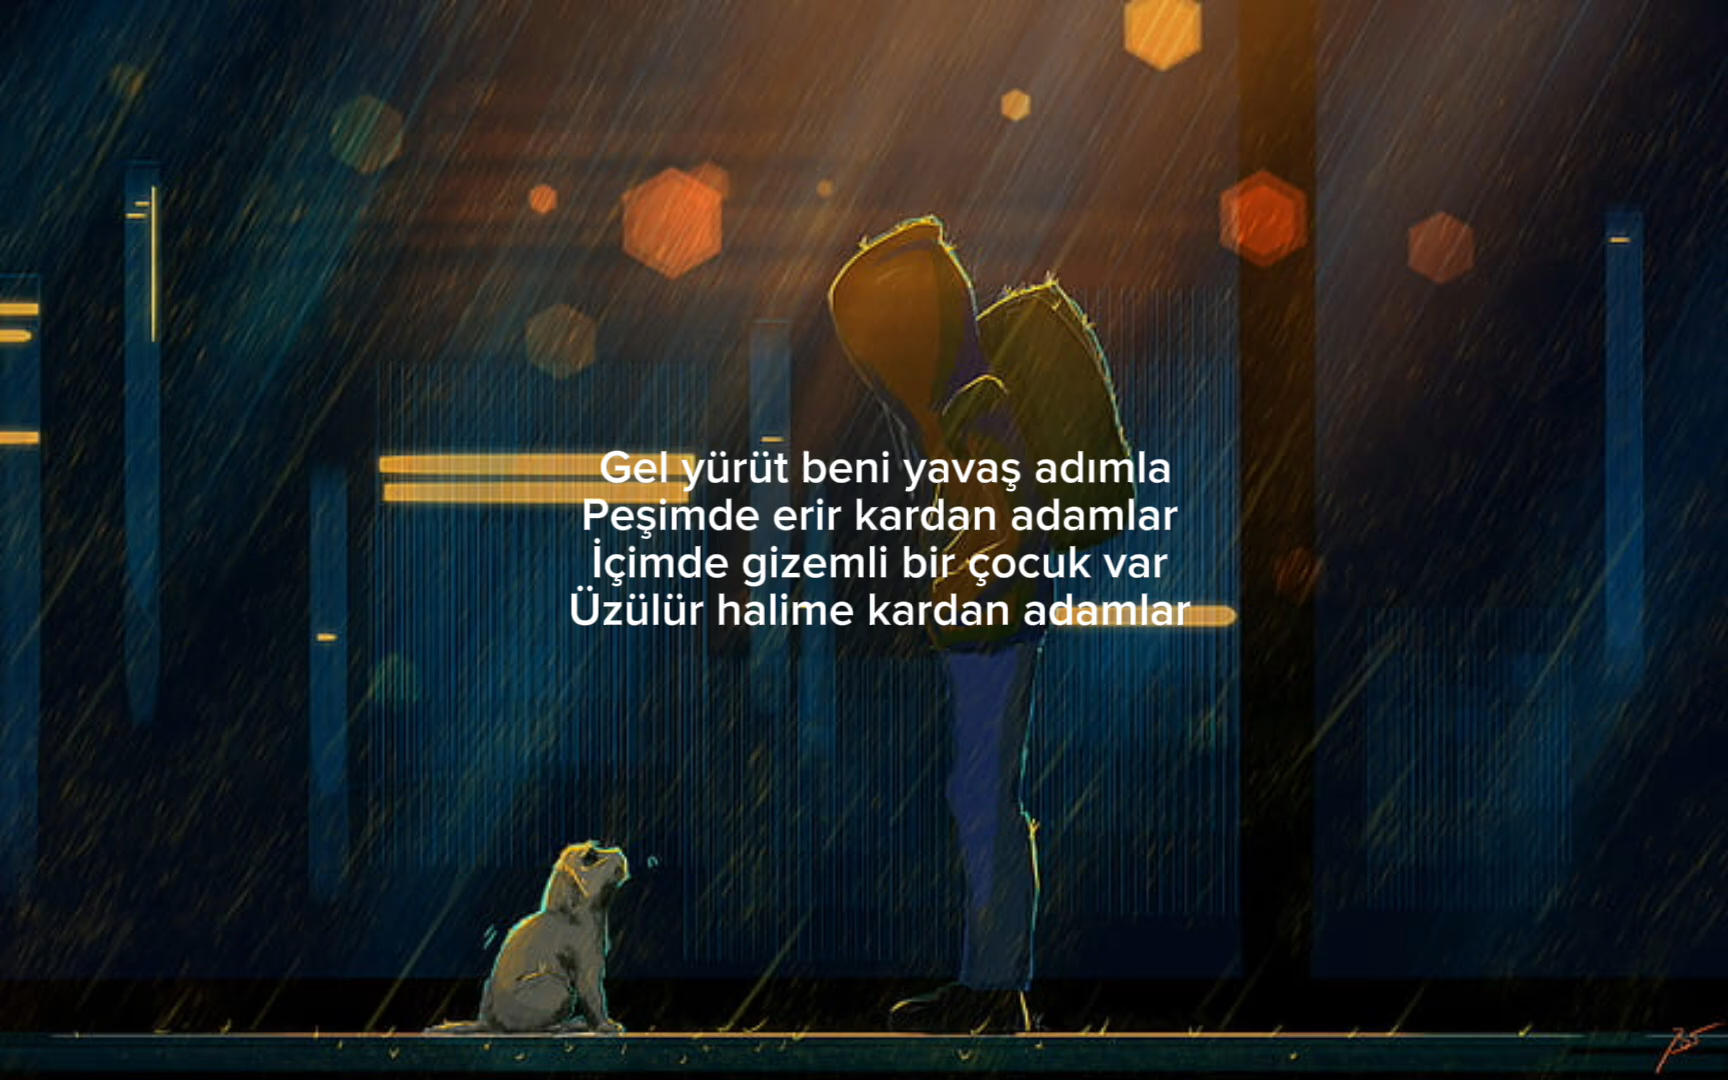 Gel yürüt beni yavaş adımla
Peşimde erir kardan adamlar
İçimde gizemli bir çocuk var
Üzülür halime kardan adamlar